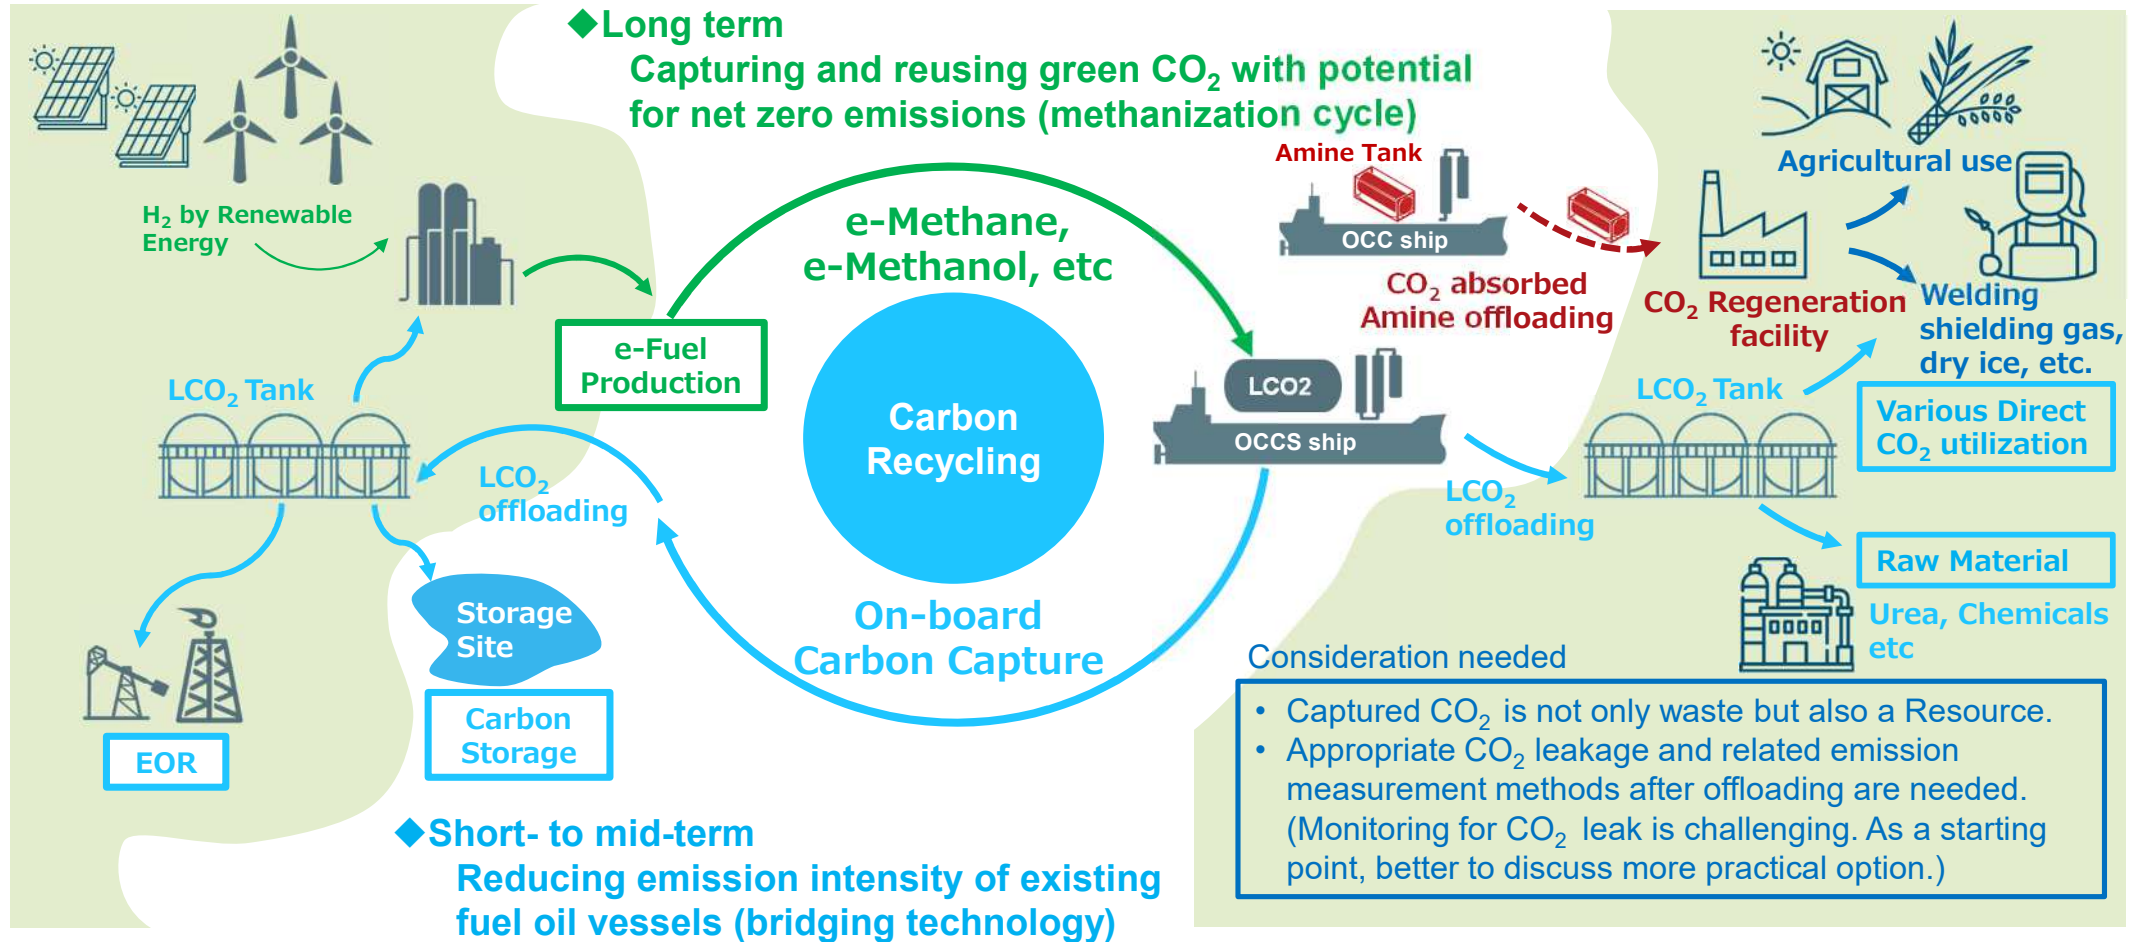 ◆Long term
Capturing and reusing green CO₂ with potential
for net zero emissions (methanization cycle)
H₂ by Renewable
Energy
e-Methane,
e-Methanol, etc
e-Fuel
Production
Carbon
Recycling
On-board
Carbon Capture
LCO₂ Tank
LCO₂
offloading
Storage
Site
Carbon
Storage
EOR
◆Short- to mid-term
Reducing emission intensity of existing
fuel oil vessels (bridging technology)
Amine Tank
OCC ship
CO₂ absorbed
Amine offloading
LCO2
OCCS ship
LCO₂
offloading
CO₂ Regeneration
facility
Agricultural use
Welding
shielding gas,
dry ice, etc.
LCO₂ Tank
Various Direct
CO₂ utilization
Raw Material
Urea, Chemicals
etc
Consideration needed
• Captured CO₂ is not only waste but also a Resource.
• Appropriate CO₂ leakage and related emission
measurement methods after offloading are needed.
(Monitoring for CO₂ leak is challenging. As a starting
point, better to discuss more practical option.)